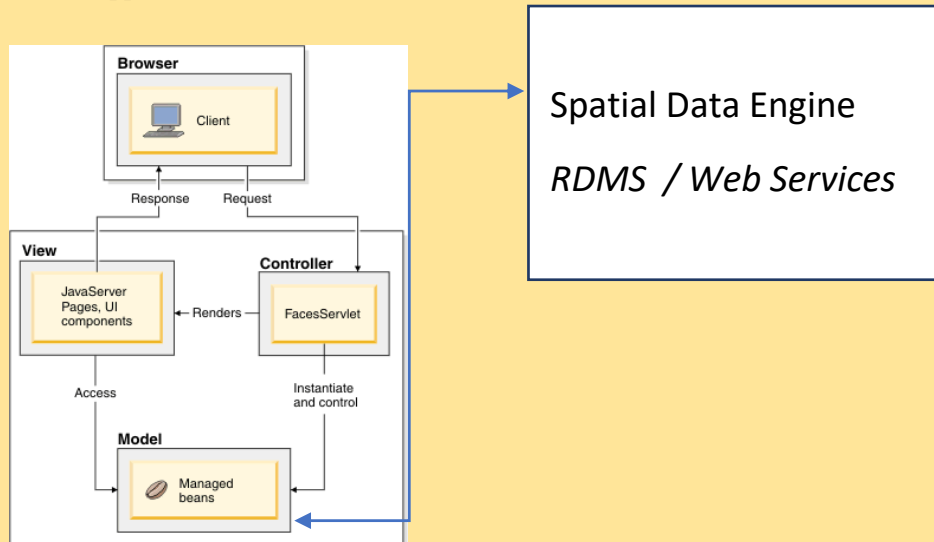 Browser
Client
Spatial Data Engine
RDMS / Web Services
Response
Request
View
Controller
JavaServer
Pages, UI
components
Renders
FacesServlet
Access
Instantiate
and control
Model
Managed
beans